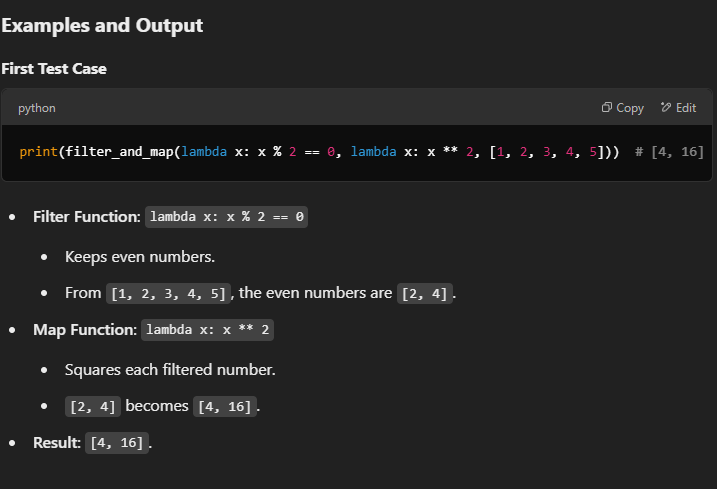 Examples and Output
First Test Case
python Copy Edit
print(filter_and_map(lambda x: x % 2 == 0, lambda x: x ** 2, [1, 2, 3, 4, 5])) # [4, 16]
• Filter Function: lambda x: x % 2 == 0
• Keeps even numbers.
• From [1, 2, 3, 4, 5], the even numbers are [2, 4].
• Map Function: lambda x: x ** 2
• Squares each filtered number.
• [2, 4] becomes [4, 16].
• Result: [4, 16].